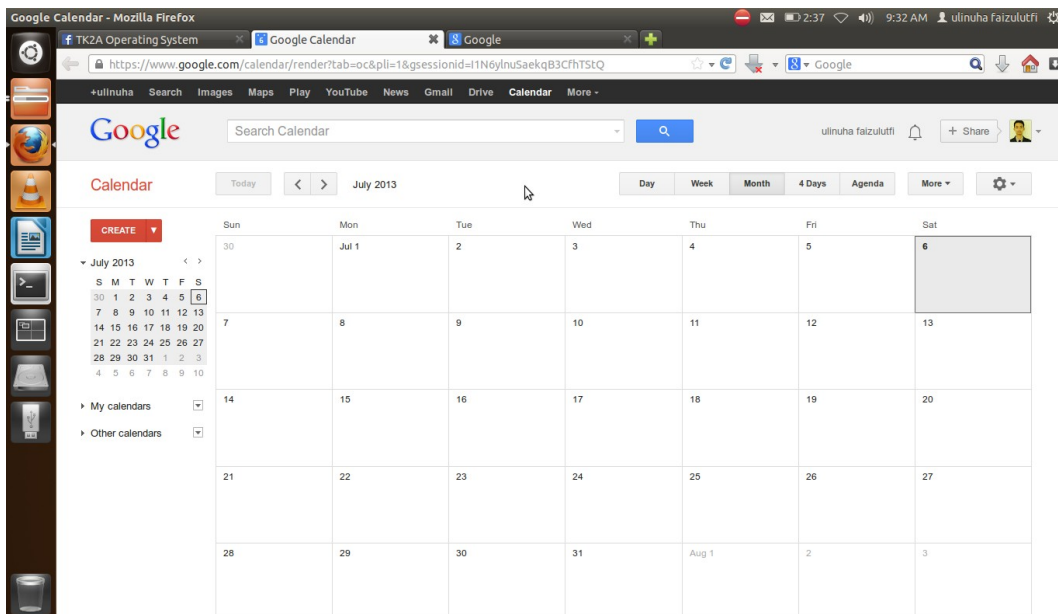 Google Calendar - Mozilla Firefox 2:37 9:32 AM ulinuha faizulutfi
TK2A Operating System Google Calendar Google
https://www.google.com/calendar/render?tab=oc&pli=1&gsessionid=I1N6ylnuSaekqB3CfhTStQ Google
+ulinuha Search Images Maps Play YouTube News Gmail Drive Calendar More
Google Search Calendar ulinuha faizulutfi + Share
Calendar Today July 2013 Day Week Month 4 Days Agenda More
CREATE
July 2013
S M T W T F S
30 1 2 3 4 5 6
7 8 9 10 11 12 13
14 15 16 17 18 19 20
21 22 23 24 25 26 27
28 29 30 31 1 2 3
4 5 6 7 8 9 10
My calendars
Other calendars
Sun Mon Tue Wed Thu Fri Sat
30 Jul 1 2 3 4 5 6
7 8 9 10 11 12 13
14 15 16 17 18 19 20
21 22 23 24 25 26 27
28 29 30 31 Aug 1 2 3